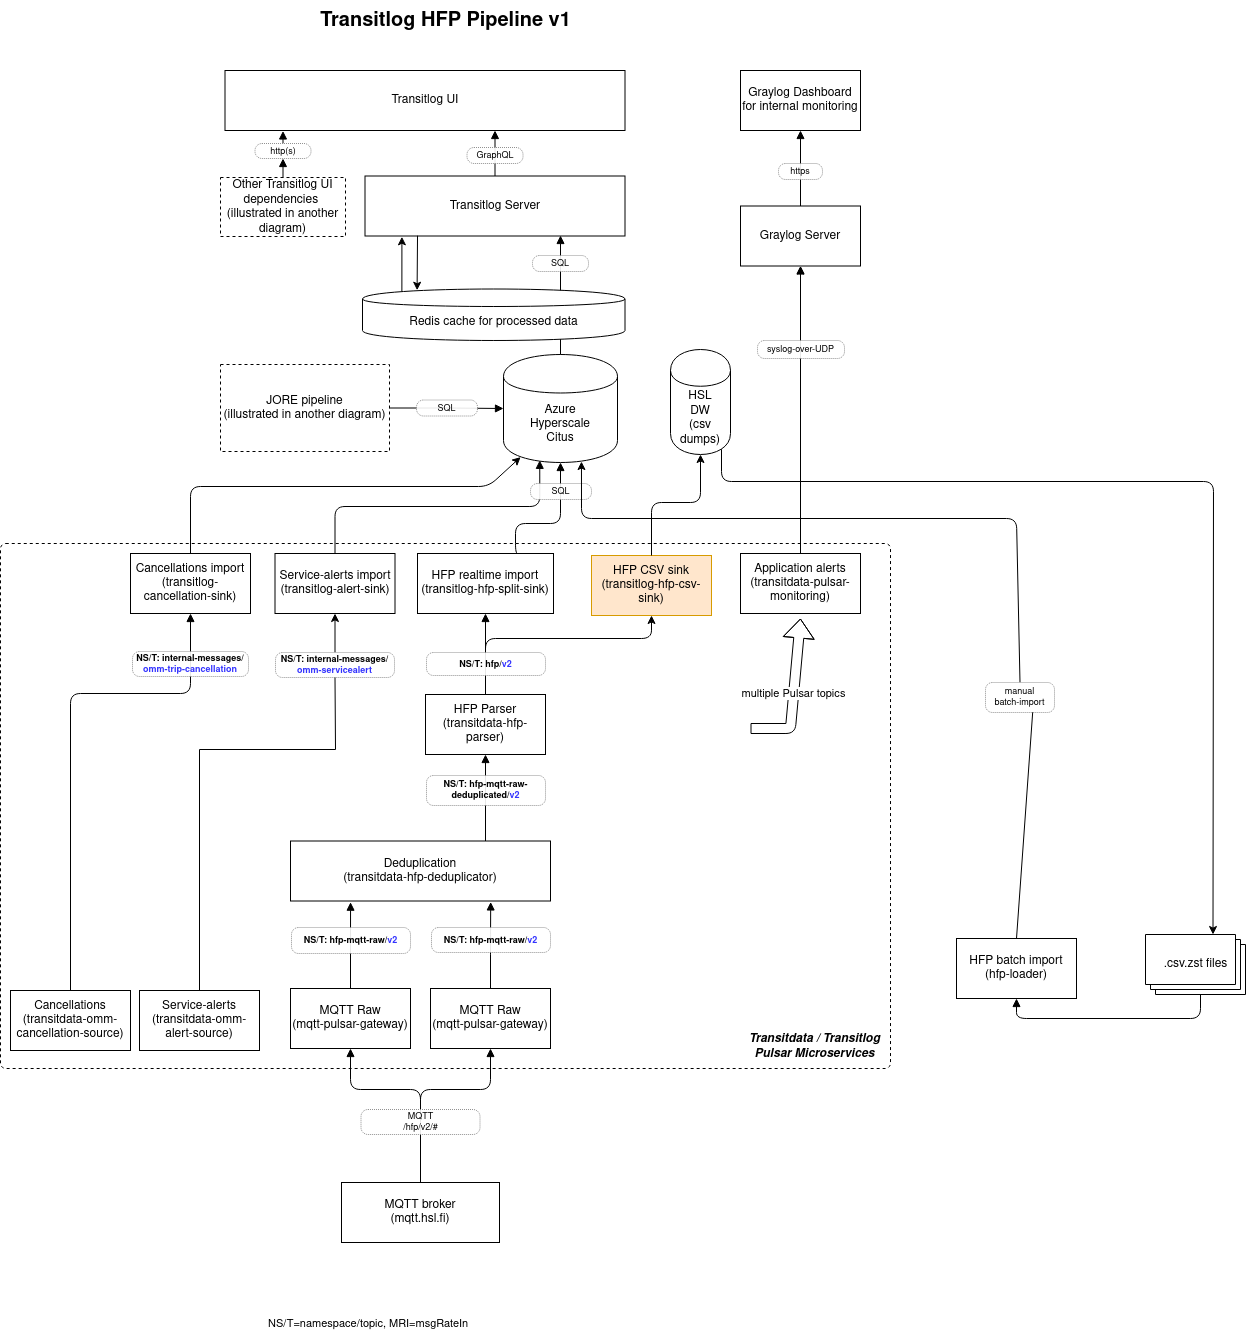 Transitlog HFP Pipeline v1
Transitlog UI
Graylog Dashboard
for internal monitoring
http(s)
GraphQL
https
Other Transitlog UI
dependencies
(illustrated in another
diagram)
Transitlog Server
Graylog Server
SQL
Redis cache for processed data
syslog-over-UDP
JORE pipeline
(illustrated in another diagram)
SQL
Azure
Hyperscale
Citus
HSL
DW
(csv
dumps)
SQL
Cancellations import
(transitlog-
cancellation-sink)
Service-alerts import
(transitlog-alert-sink)
HFP realtime import
(transitlog-hfp-split-sink)
HFP CSV sink
(transitlog-hfp-csv-
sink)
Application alerts
(transitdata-pulsar-
monitoring)
NS/T: internal-messages/
omm-trip-cancellation
NS/T: internal-messages/
omm-servicealert
NS/T: hfp/v2
multiple Pulsar topics
manual
batch-import
HFP Parser
(transitdata-hfp-
parser)
NS/T: hfp-mqtt-raw-
deduplicated/v2
Deduplication
(transitdata-hfp-deduplicator)
NS/T: hfp-mqtt-raw/v2
NS/T: hfp-mqtt-raw/v2
HFP batch import
(hfp-loader)
.csv.zst files
Cancellations
(transitdata-omm-
cancellation-source)
Service-alerts
(transitdata-omm-
alert-source)
MQTT Raw
(mqtt-pulsar-gateway)
MQTT Raw
(mqtt-pulsar-gateway)
Transitdata / Transitlog
Pulsar Microservices
MQTT
/hfp/v2/#
MQTT broker
(mqtt.hsl.fi)
NS/T=namespace/topic, MRI=msgRateIn